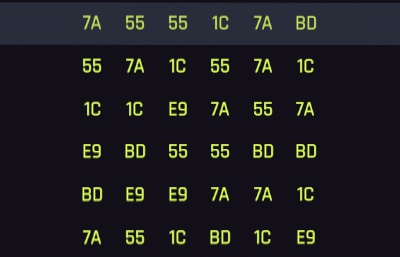 7A 55 55 1C 7A BD
55 7A 1C 55 7A 1C
1C 1C E9 7A 55 7A
E9 BD 55 55 BD BD
BD E9 E9 7A 7A 1C
7A 55 1C BD 1C E9